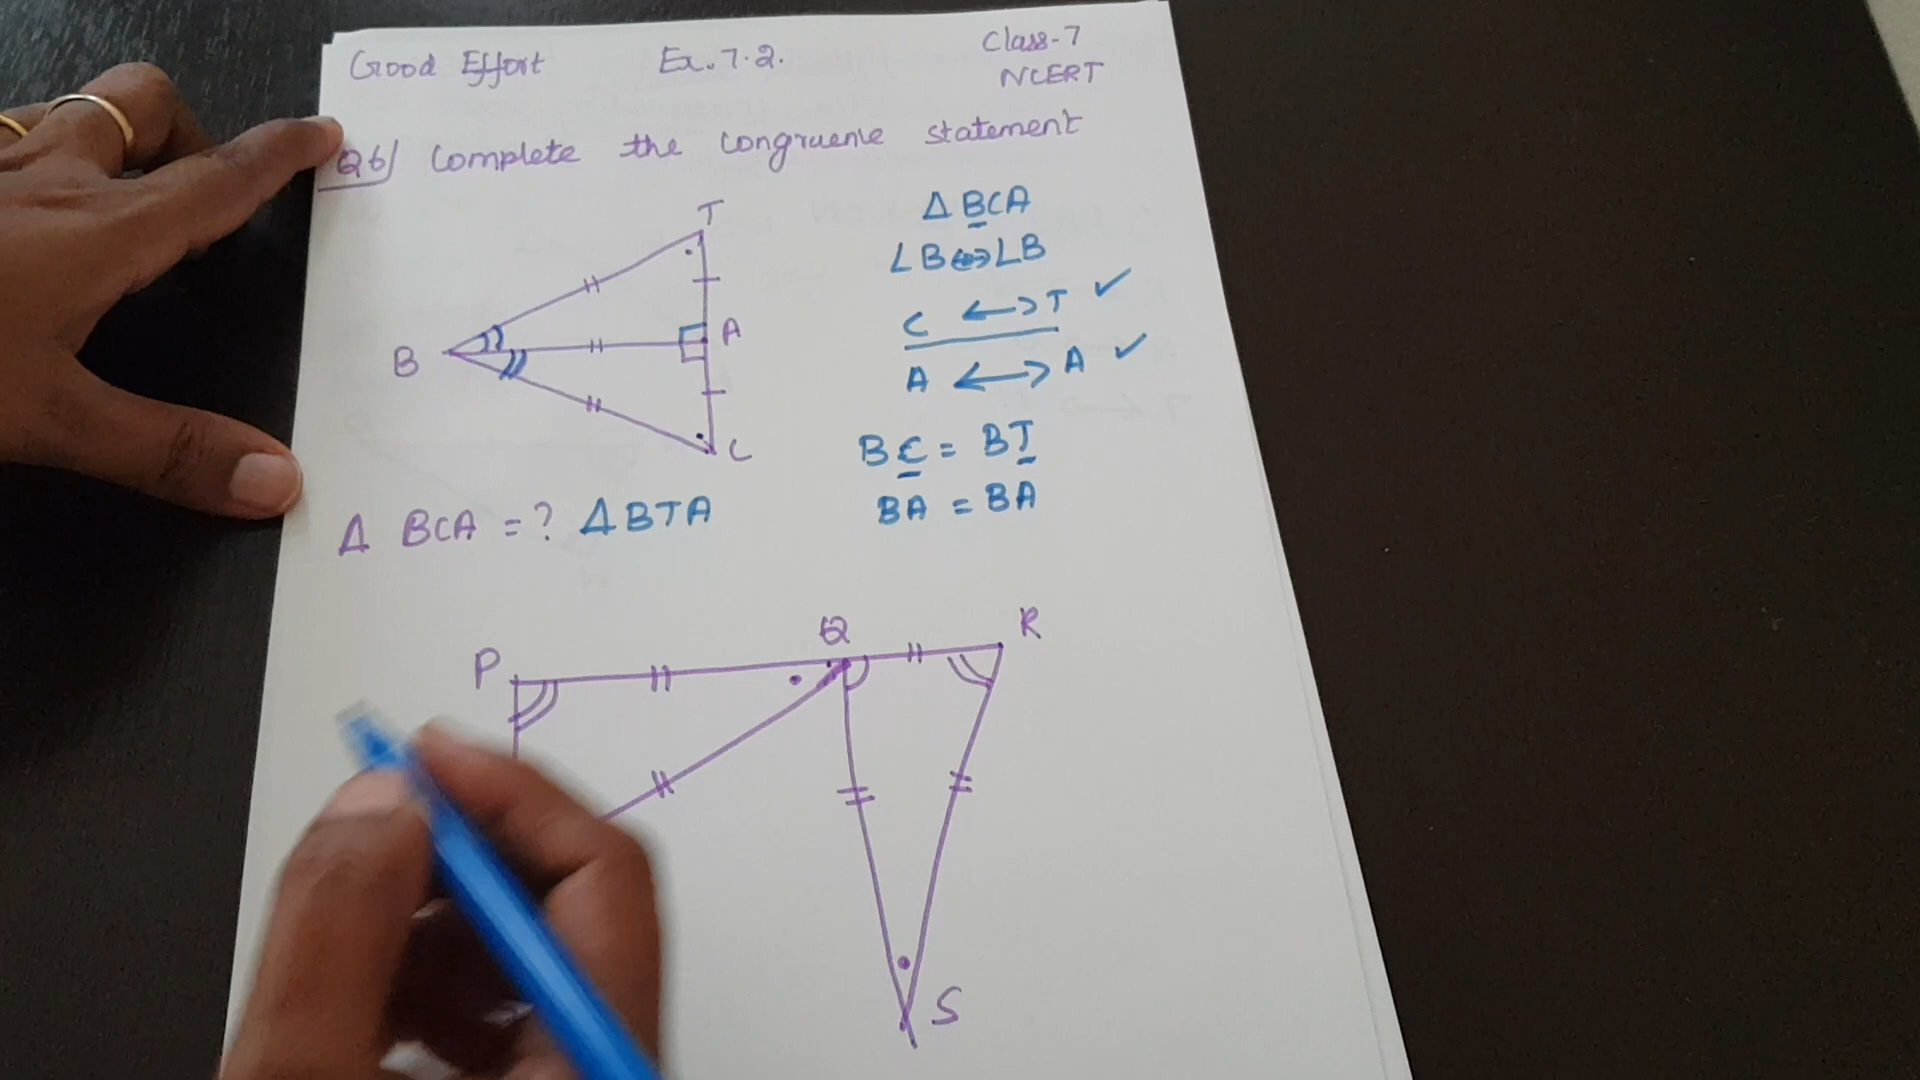 Good Effort Ex. 7.2. Class-7
NCERT
Q6/ Complete the congruence statement
T
B
A
C
Δ BCA
∠B ↔ ∠B
C ↔ T ✓
A ↔ A ✓
BC = BT
BA = BA
Δ BCA = ? Δ BTA
P
Q
R
S